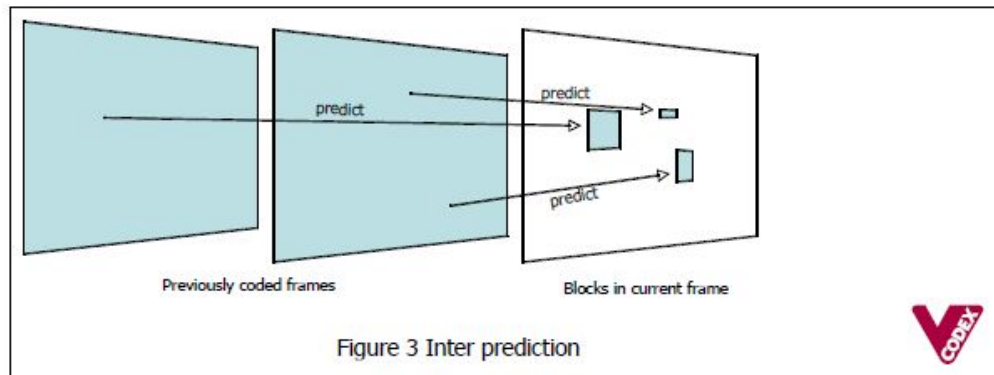 predict
predict
predict
Previously coded frames
Blocks in current frame
Figure 3 Inter prediction
V
CODEX